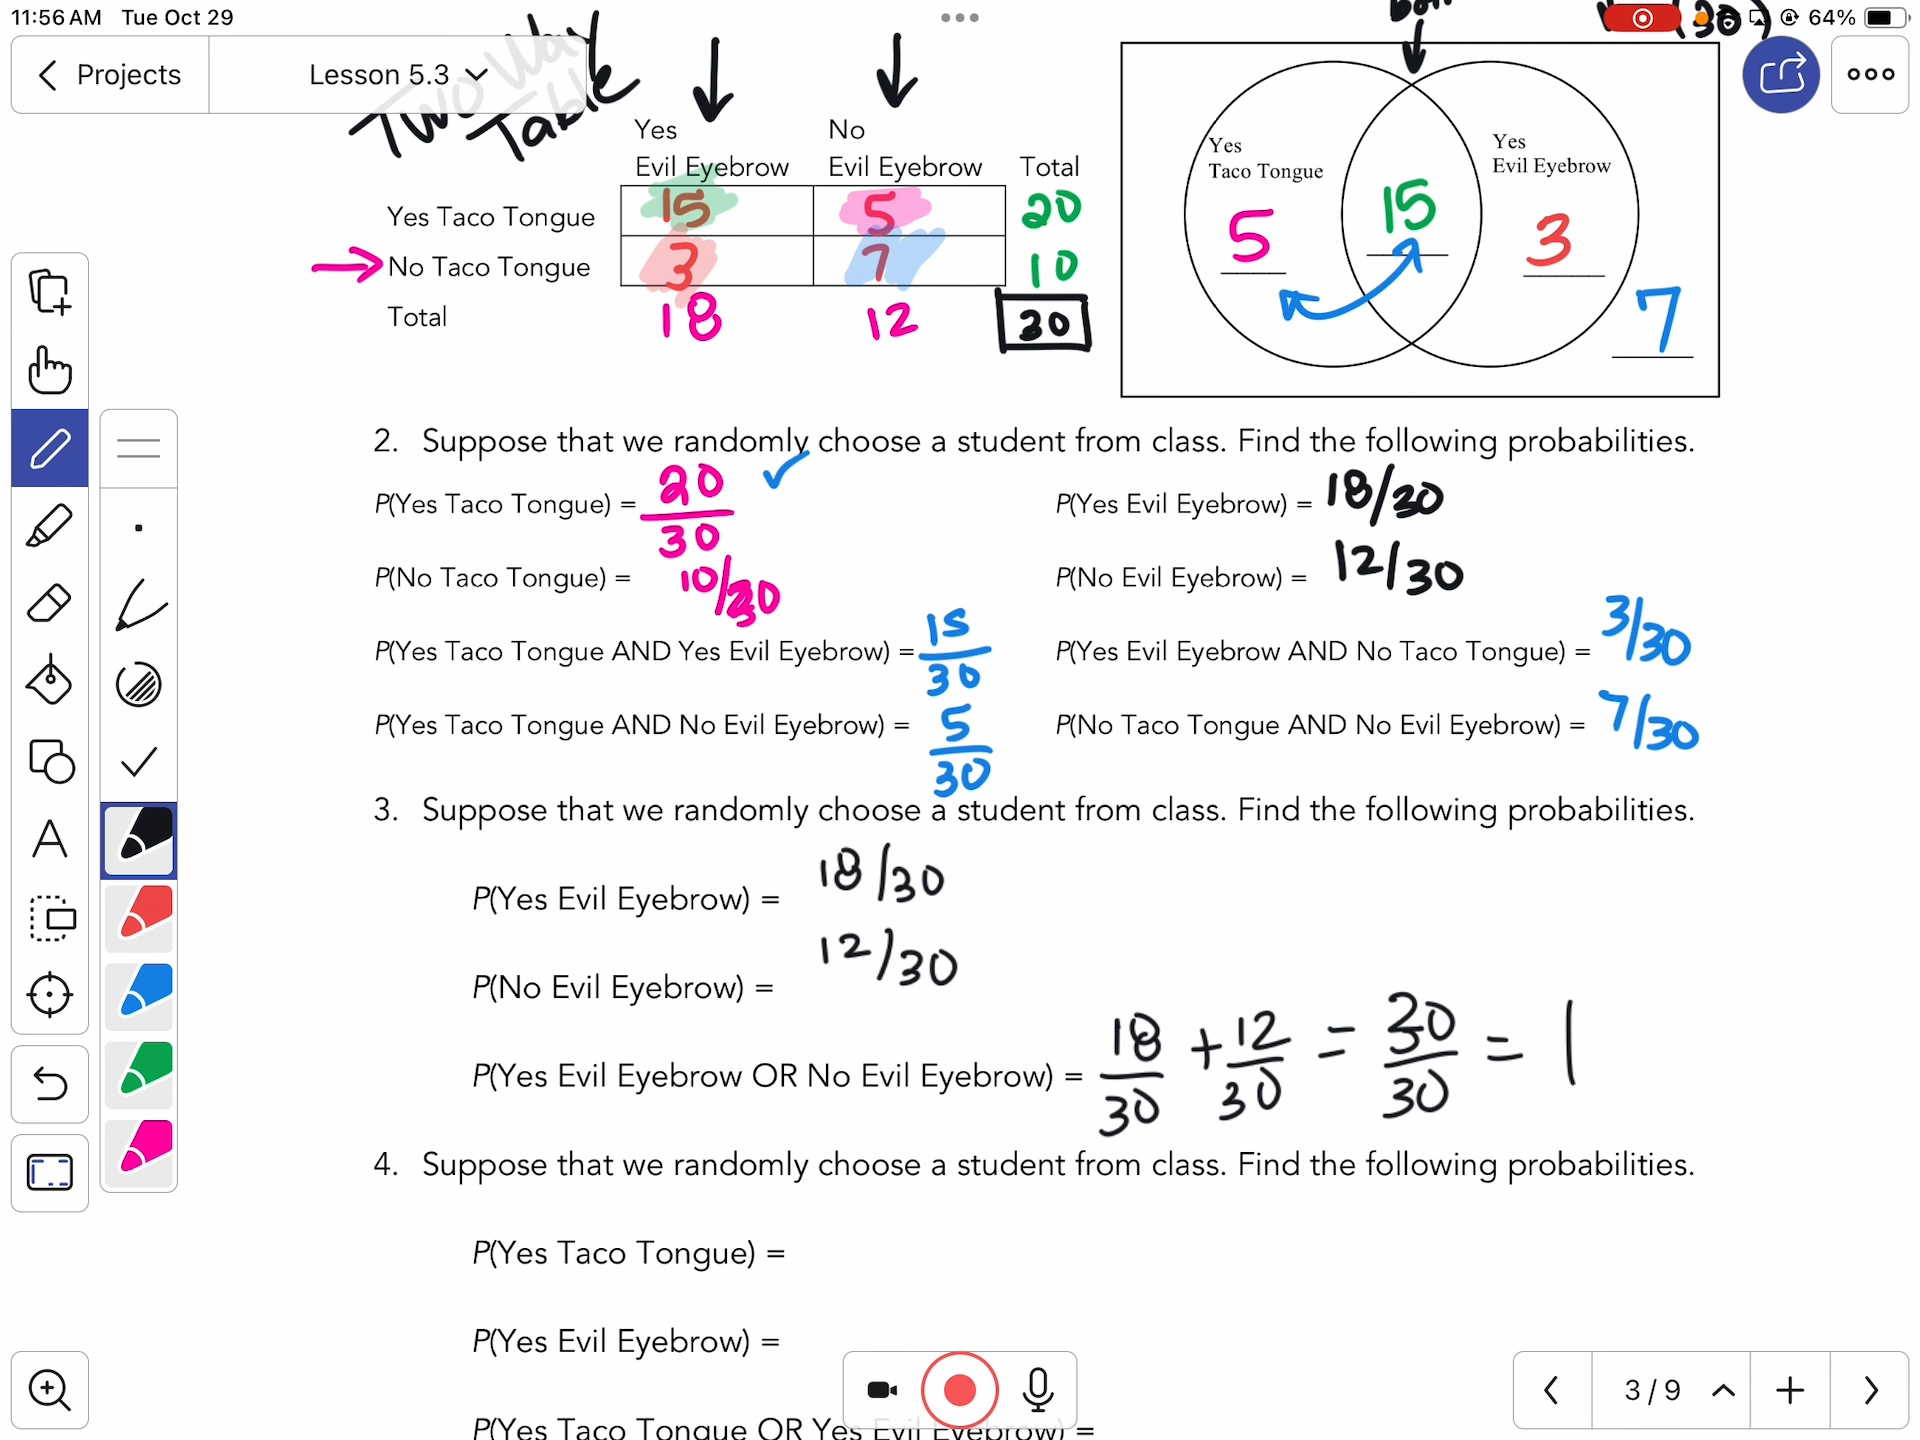 11:56 AM Tue Oct 29
64%
Projects
Lesson 5.3
(30)
Two Way
Table
Yes
Evil Eyebrow
No
Evil Eyebrow
Total
Yes Taco Tongue 15 5 20
No Taco Tongue 3 7 10
Total 18 12 30
Yes
Taco Tongue
Yes
Evil Eyebrow
5 15 3
7
2. Suppose that we randomly choose a student from class. Find the following probabilities.
P(Yes Taco Tongue) = 20/30
P(Yes Evil Eyebrow) = 18/30
P(No Taco Tongue) = 10/30
P(No Evil Eyebrow) = 12/30
P(Yes Taco Tongue AND Yes Evil Eyebrow) = 15/30
P(Yes Evil Eyebrow AND No Taco Tongue) = 3/30
P(Yes Taco Tongue AND No Evil Eyebrow) = 5/30
P(No Taco Tongue AND No Evil Eyebrow) = 7/30
3. Suppose that we randomly choose a student from class. Find the following probabilities.
P(Yes Evil Eyebrow) = 18/30
P(No Evil Eyebrow) = 12/30
P(Yes Evil Eyebrow OR No Evil Eyebrow) = 18/30 + 12/30 = 30/30 = 1
4. Suppose that we randomly choose a student from class. Find the following probabilities.
P(Yes Taco Tongue) =
P(Yes Evil Eyebrow) =
P(Yes Taco Tongue OR Yes Evil Eyebrow) =
A
3 / 9